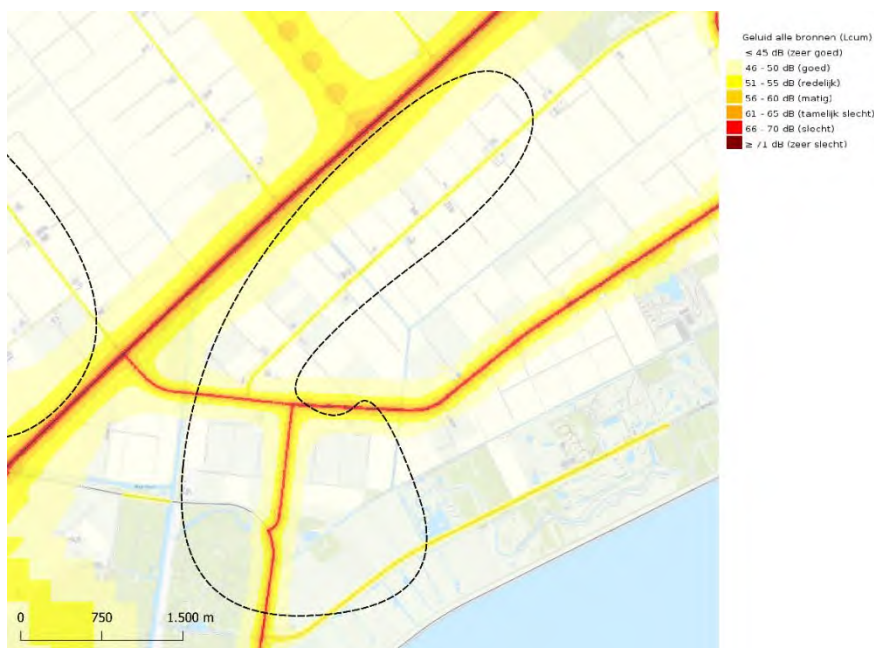 Geluid alle bronnen (Lcum)
≤ 45 dB (zeer goed)
46 - 50 dB (goed)
51 - 55 dB (redelijk)
56 - 60 dB (matig)
61 - 65 dB (tamelijk slecht)
66 - 70 dB (slecht)
≥ 71 dB (zeer slecht)
0 750 1.500 m